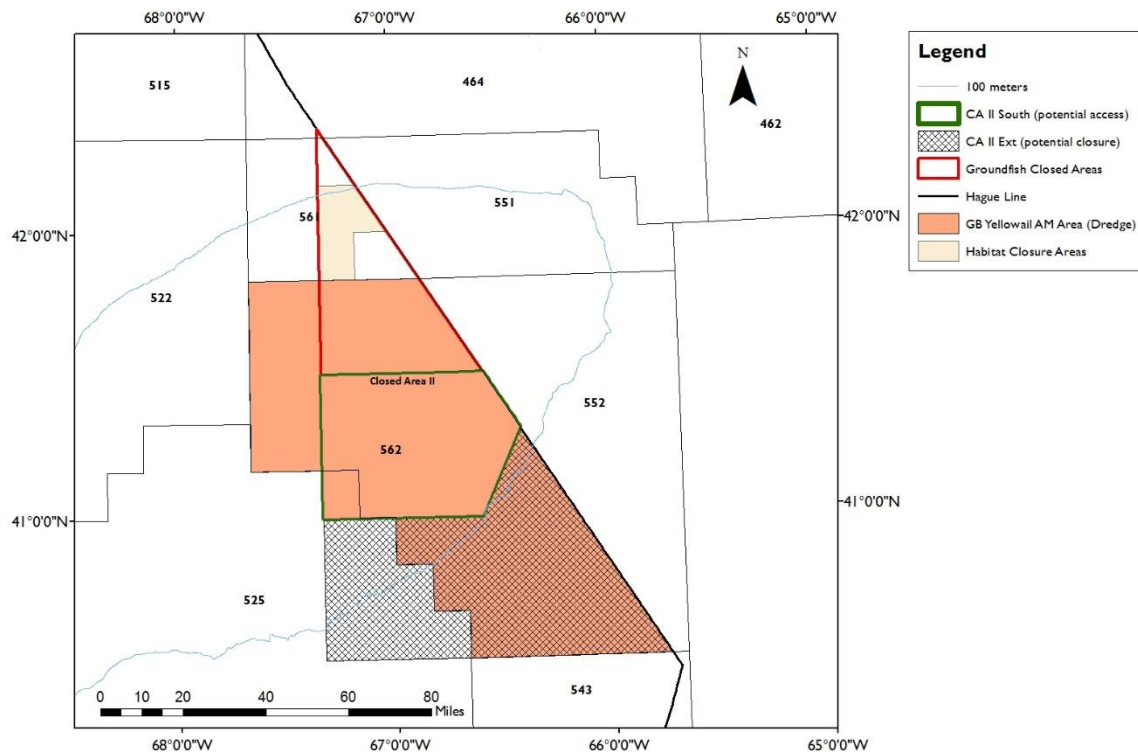 68°0'0"W
67°0'0"W
66°0'0"W
65°0'0"W
N
515
464
462
Legend
100 meters
CA II South (potential access)
CA II Ext (potential closure)
Groundfish Closed Areas
Hague Line
GB Yellowail AM Area (Dredge)
Habitat Closure Areas
561
551
42°0'0"N
42°0'0"N
522
Closed Area II
552
562
41°0'0"N
41°0'0"N
525
543
0 10 20 40 60 80
Miles
68°0'0"W
67°0'0"W
66°0'0"W
65°0'0"W